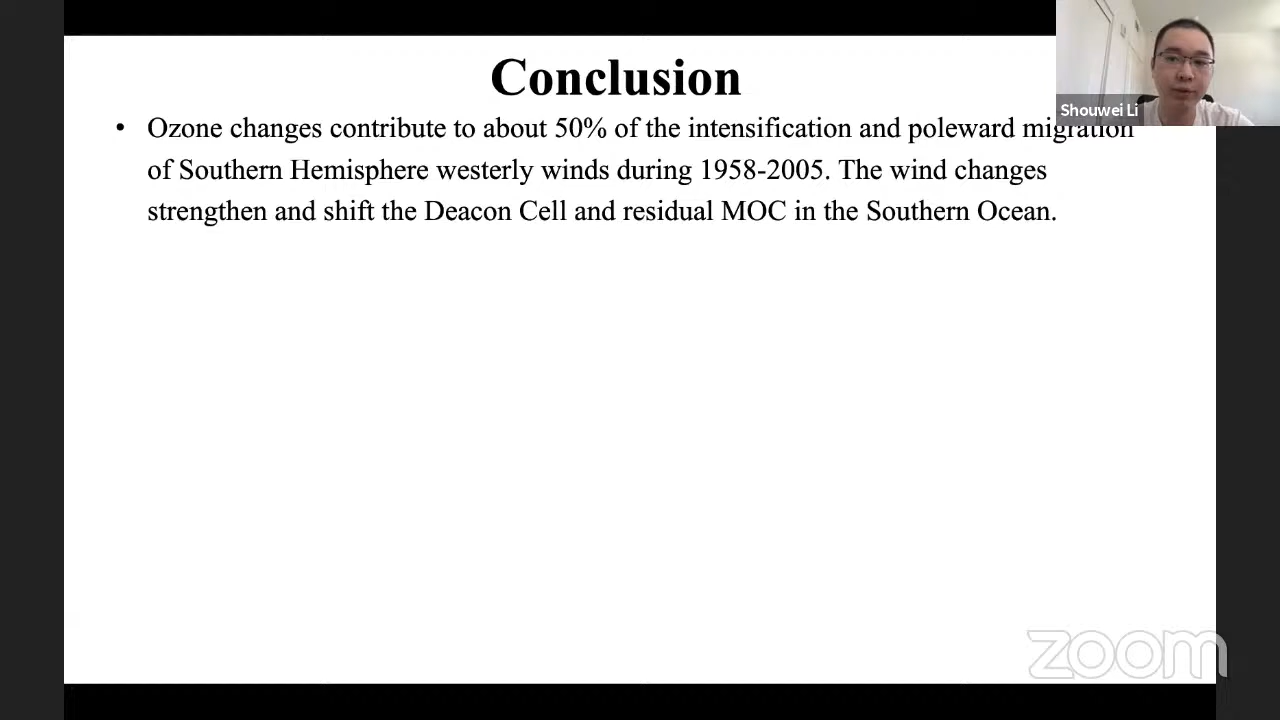 Conclusion
Shouwei Li
• Ozone changes contribute to about 50% of the intensification and poleward migration
of Southern Hemisphere westerly winds during 1958-2005. The wind changes
strengthen and shift the Deacon Cell and residual MOC in the Southern Ocean.
zoom